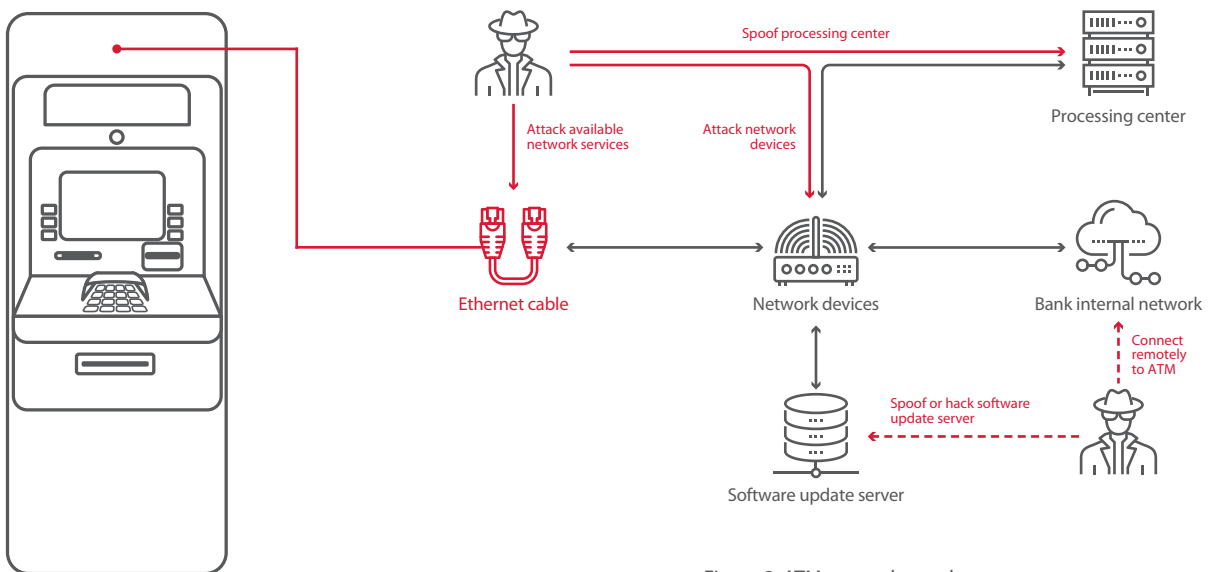 Spoof processing center
Processing center
Attack available
network services
Attack network
devices
Ethernet cable
Network devices
Bank internal network
Connect
remotely
to ATM
Spoof or hack software
update server
Software update server